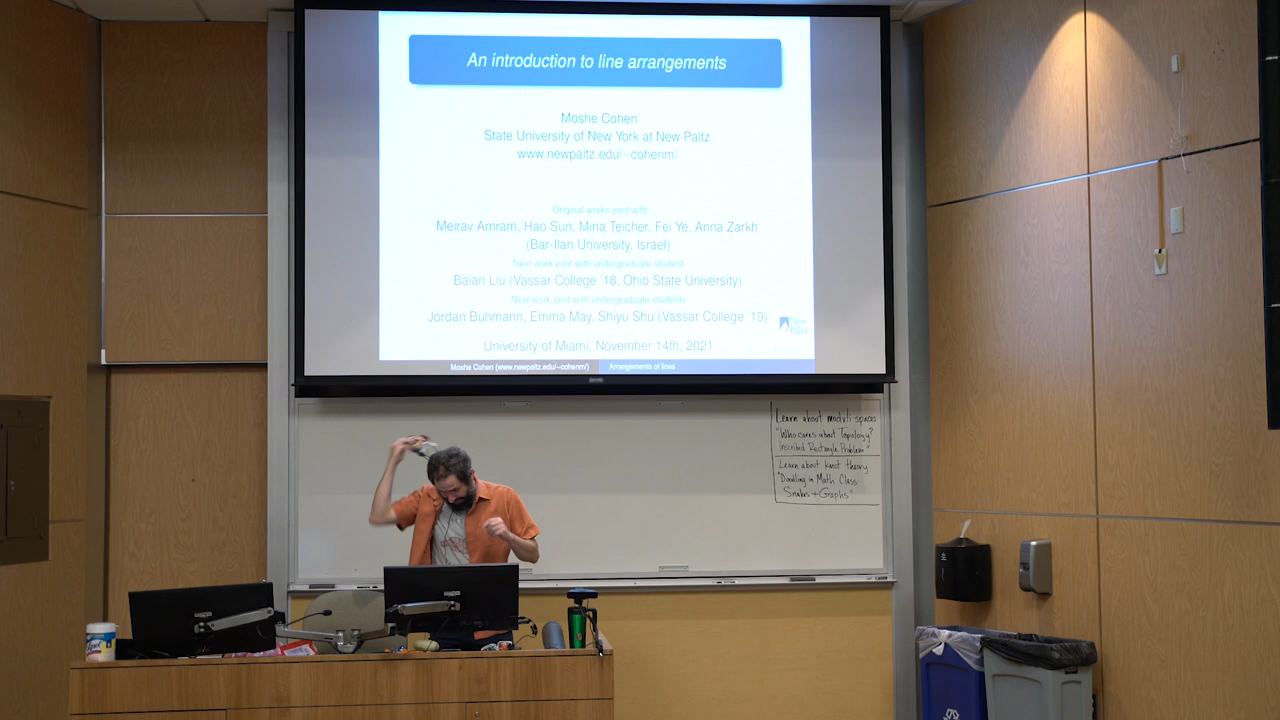 An introduction to line arrangements
Moshe Cohen
State University of New York at New Paltz
www.newpaltz.edu/~cohenm/
Original works joint with
Meirav Amram, Hao Sun, Mina Teicher, Fei Ye, Anna Zarkh
(Bar-Ilan University, Israel)
Next work joint with undergraduate student
Baian Liu (Vassar College '18, Ohio State University)
Next work joint with undergraduate students
Jordan Buhmann, Emma May, Shiyu Shu (Vassar College '19)
New
Paltz
University of Miami, November 14th, 2021
Moshe Cohen (www.newpaltz.edu/~cohenm/)
Arrangements of lines
Learn about moduli spaces
"Who cares about Topology?
Inscribed Rectangle Problem"
Learn about knot theory
"Doodling in Math Class:
Snakes + Graphs"